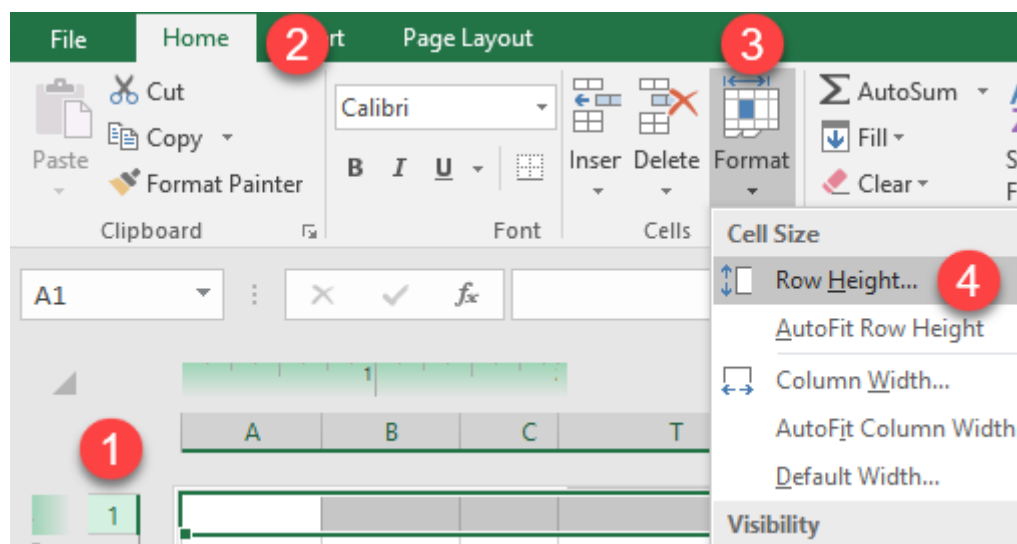 File Home 2 rt Page Layout 3
Cut
Copy
Paste
Format Painter
Clipboard
Calibri
B I U
Font
Inser Delete Format
Cells
AutoSum
Fill
Clear
S
F
Cell Size
Row Height... 4
AutoFit Row Height
Column Width...
AutoFit Column Width
Default Width...
Visibility
A1 fx
1
1 A B C T
1